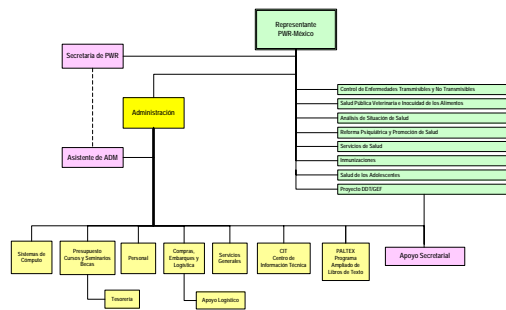 Representante
PWR-México
Secretaria de PWR
Administración
Asistente de ADM
Control de Enfermedades Transmisibles y No Transmisibles
Salud Pública Veterinaria e Inocuidad de los Alimentos
Análisis de Situación de Salud
Reforma Psiquiátrica y Promoción de Salud
Servicios de Salud
Inmunizaciones
Salud de los Adolescentes
Proyecto DDT/GEF
Sistemas de
Cómputo
Presupuesto
Cursos y Seminarios
Becas
Personal
Compras,
Embarques y
Logística
Servicios
Generales
CIT
Centro de
Información Técnica
PALTEX
Programa
Ampliado de
Libros de Texto
Apoyo Secretarial
Tesorería
Apoyo Logístico